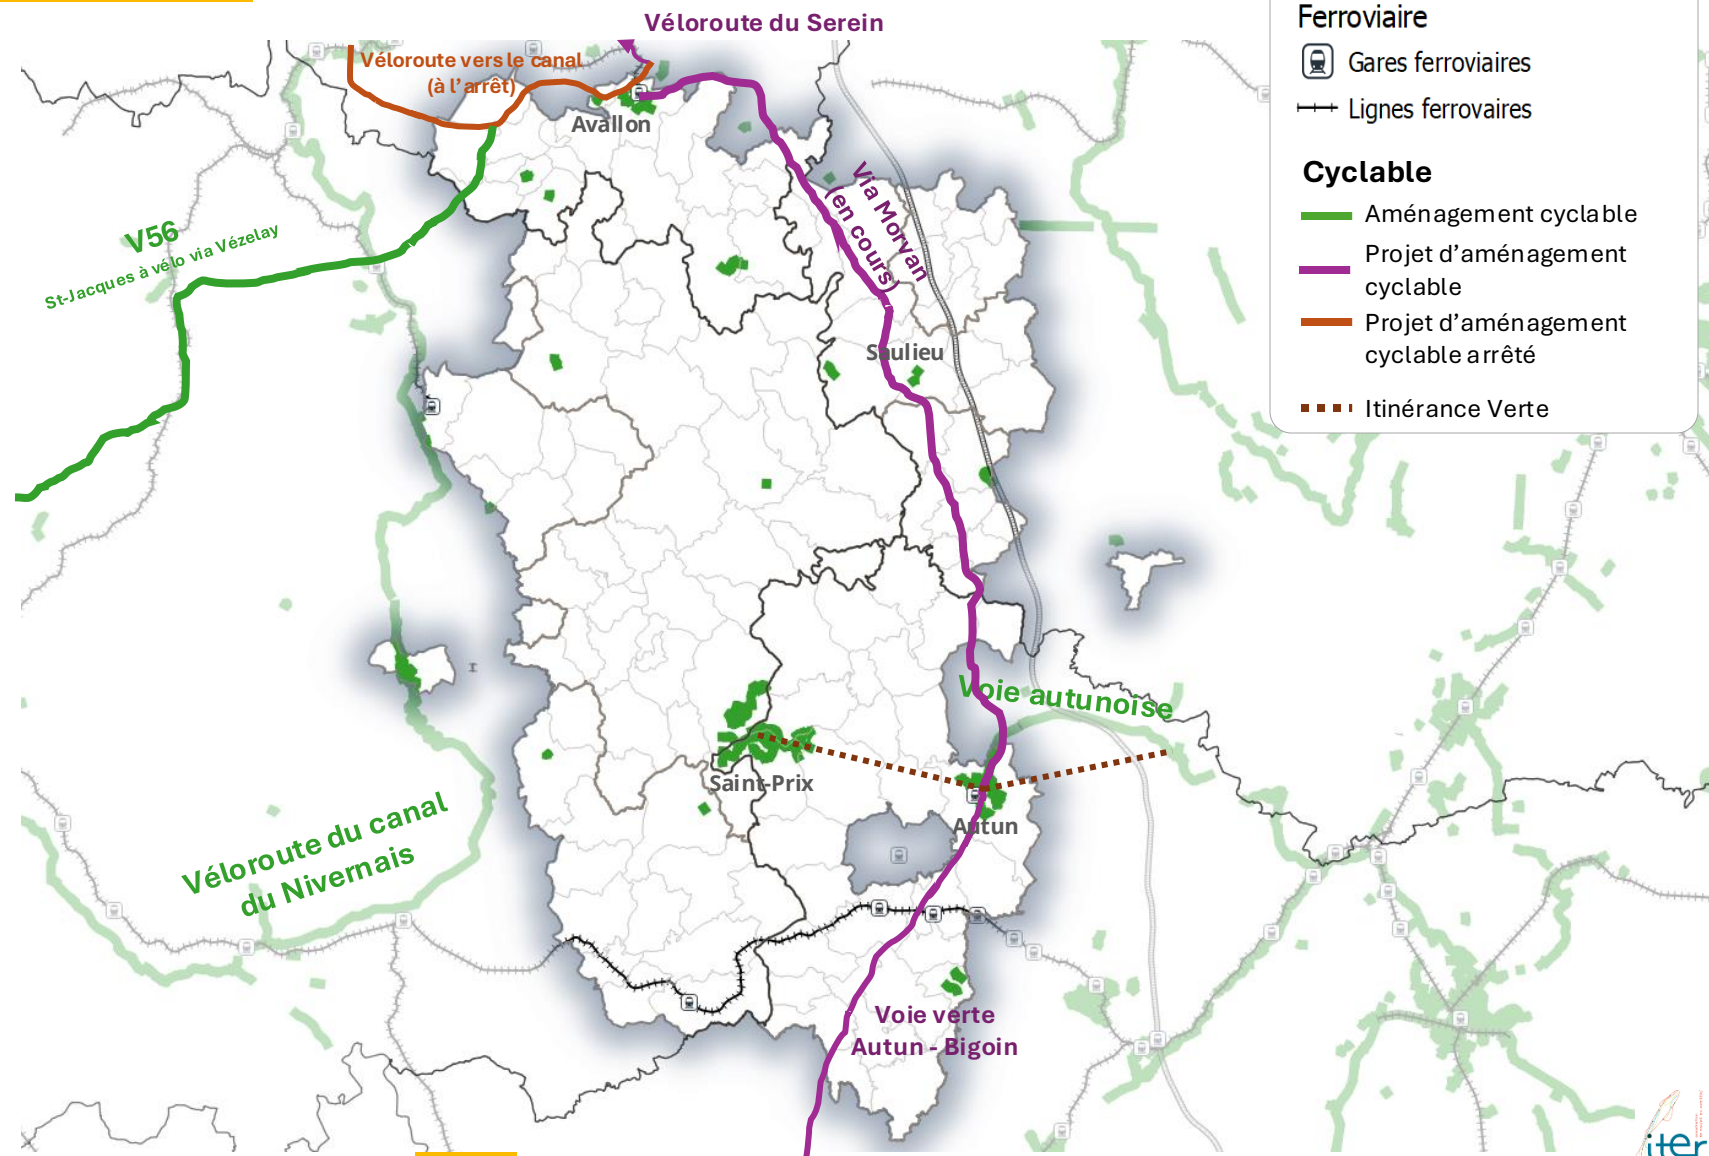 Véloroute du Serein
Véloroute vers le canal
(à l'arrêt)
Avallon
Via Morvan
(en cours)
V56
St-Jacques à vélo via Vézelay
Saulieu
Voie autunoise
Saint-Prix
Autun
Véloroute du canal
du Nivernais
Voie verte
Autun - Bigoin
Ferroviaire
Gares ferroviaires
Lignes ferrovaires
Cyclable
Aménagement cyclable
Projet d'aménagement
cyclable
Projet d'aménagement
cyclable arrêté
Itinérance Verte
iter